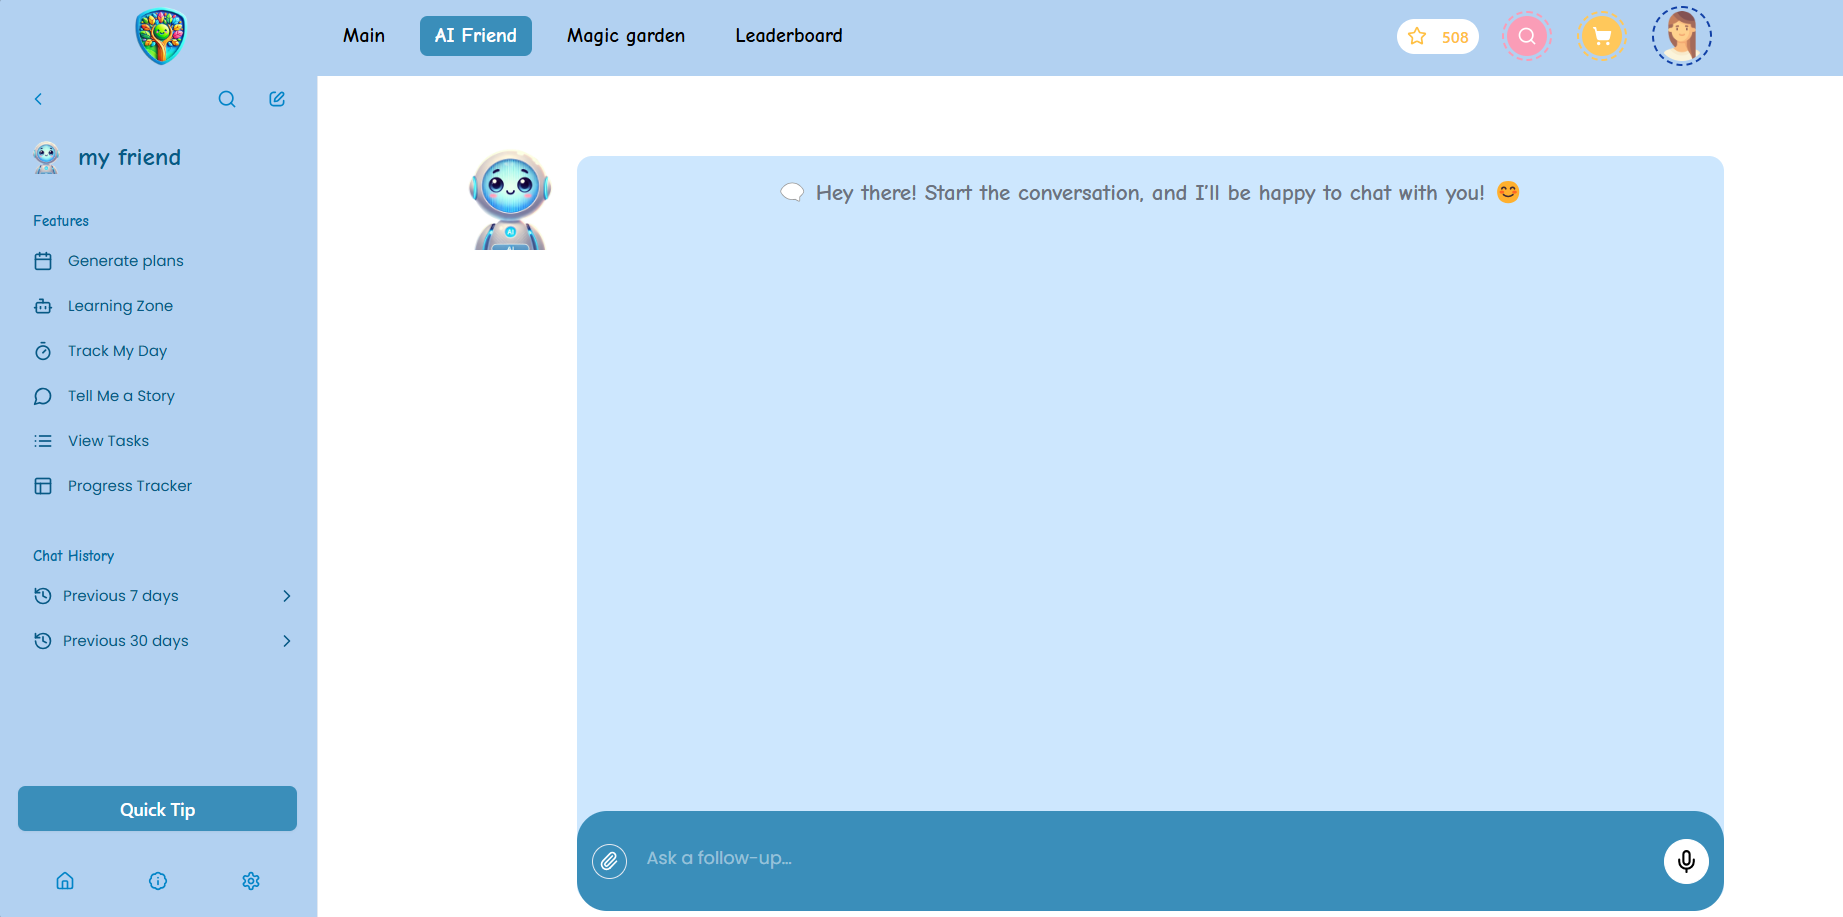 Main
AI Friend
Magic garden
Leaderboard
508
my friend
Features
Generate plans
Learning Zone
Track My Day
Tell Me a Story
View Tasks
Progress Tracker
Chat History
Previous 7 days
Previous 30 days
Quick Tip
Hey there! Start the conversation, and I'll be happy to chat with you! 😊
AI
AI
Ask a follow-up...